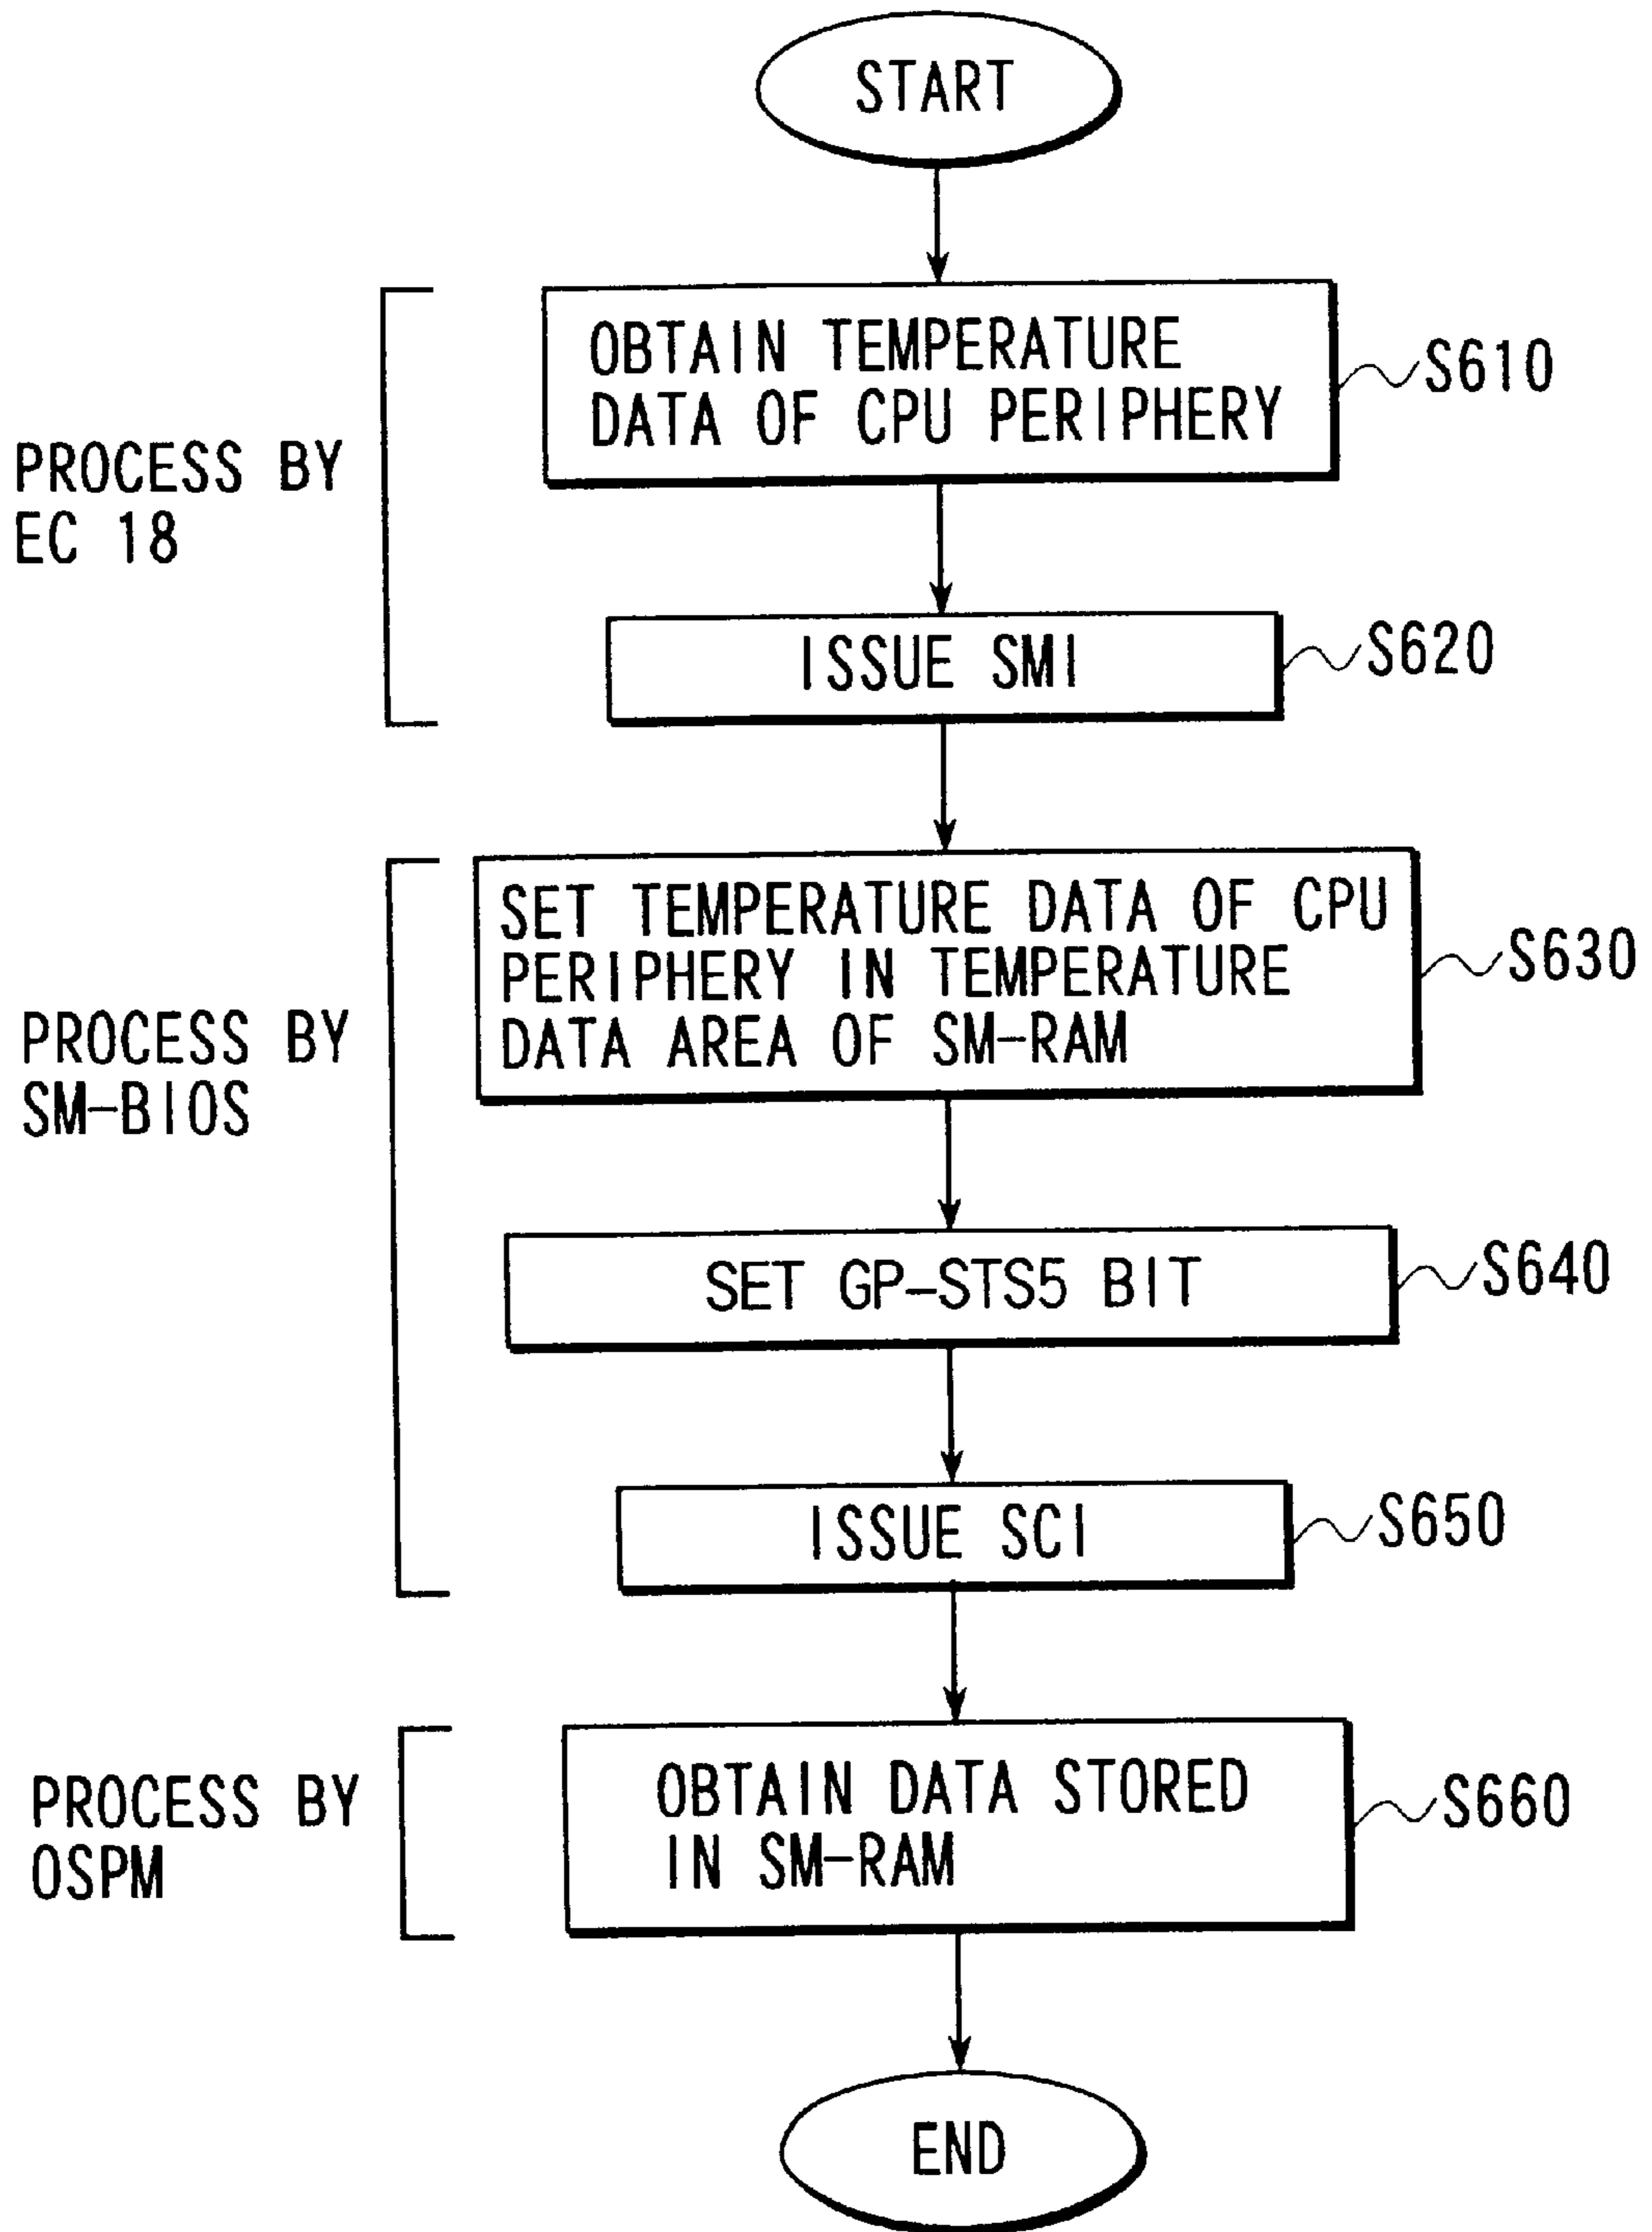 START
OBTAIN TEMPERATURE
DATA OF CPU PERIPHERY
S610
PROCESS BY
EC 18
ISSUE SMI
S620
SET TEMPERATURE DATA OF CPU
PERIPHERY IN TEMPERATURE
DATA AREA OF SM-RAM
S630
PROCESS BY
SM-BIOS
SET GP-STS5 BIT
S640
ISSUE SCI
S650
OBTAIN DATA STORED
IN SM-RAM
S660
PROCESS BY
OSPM
END